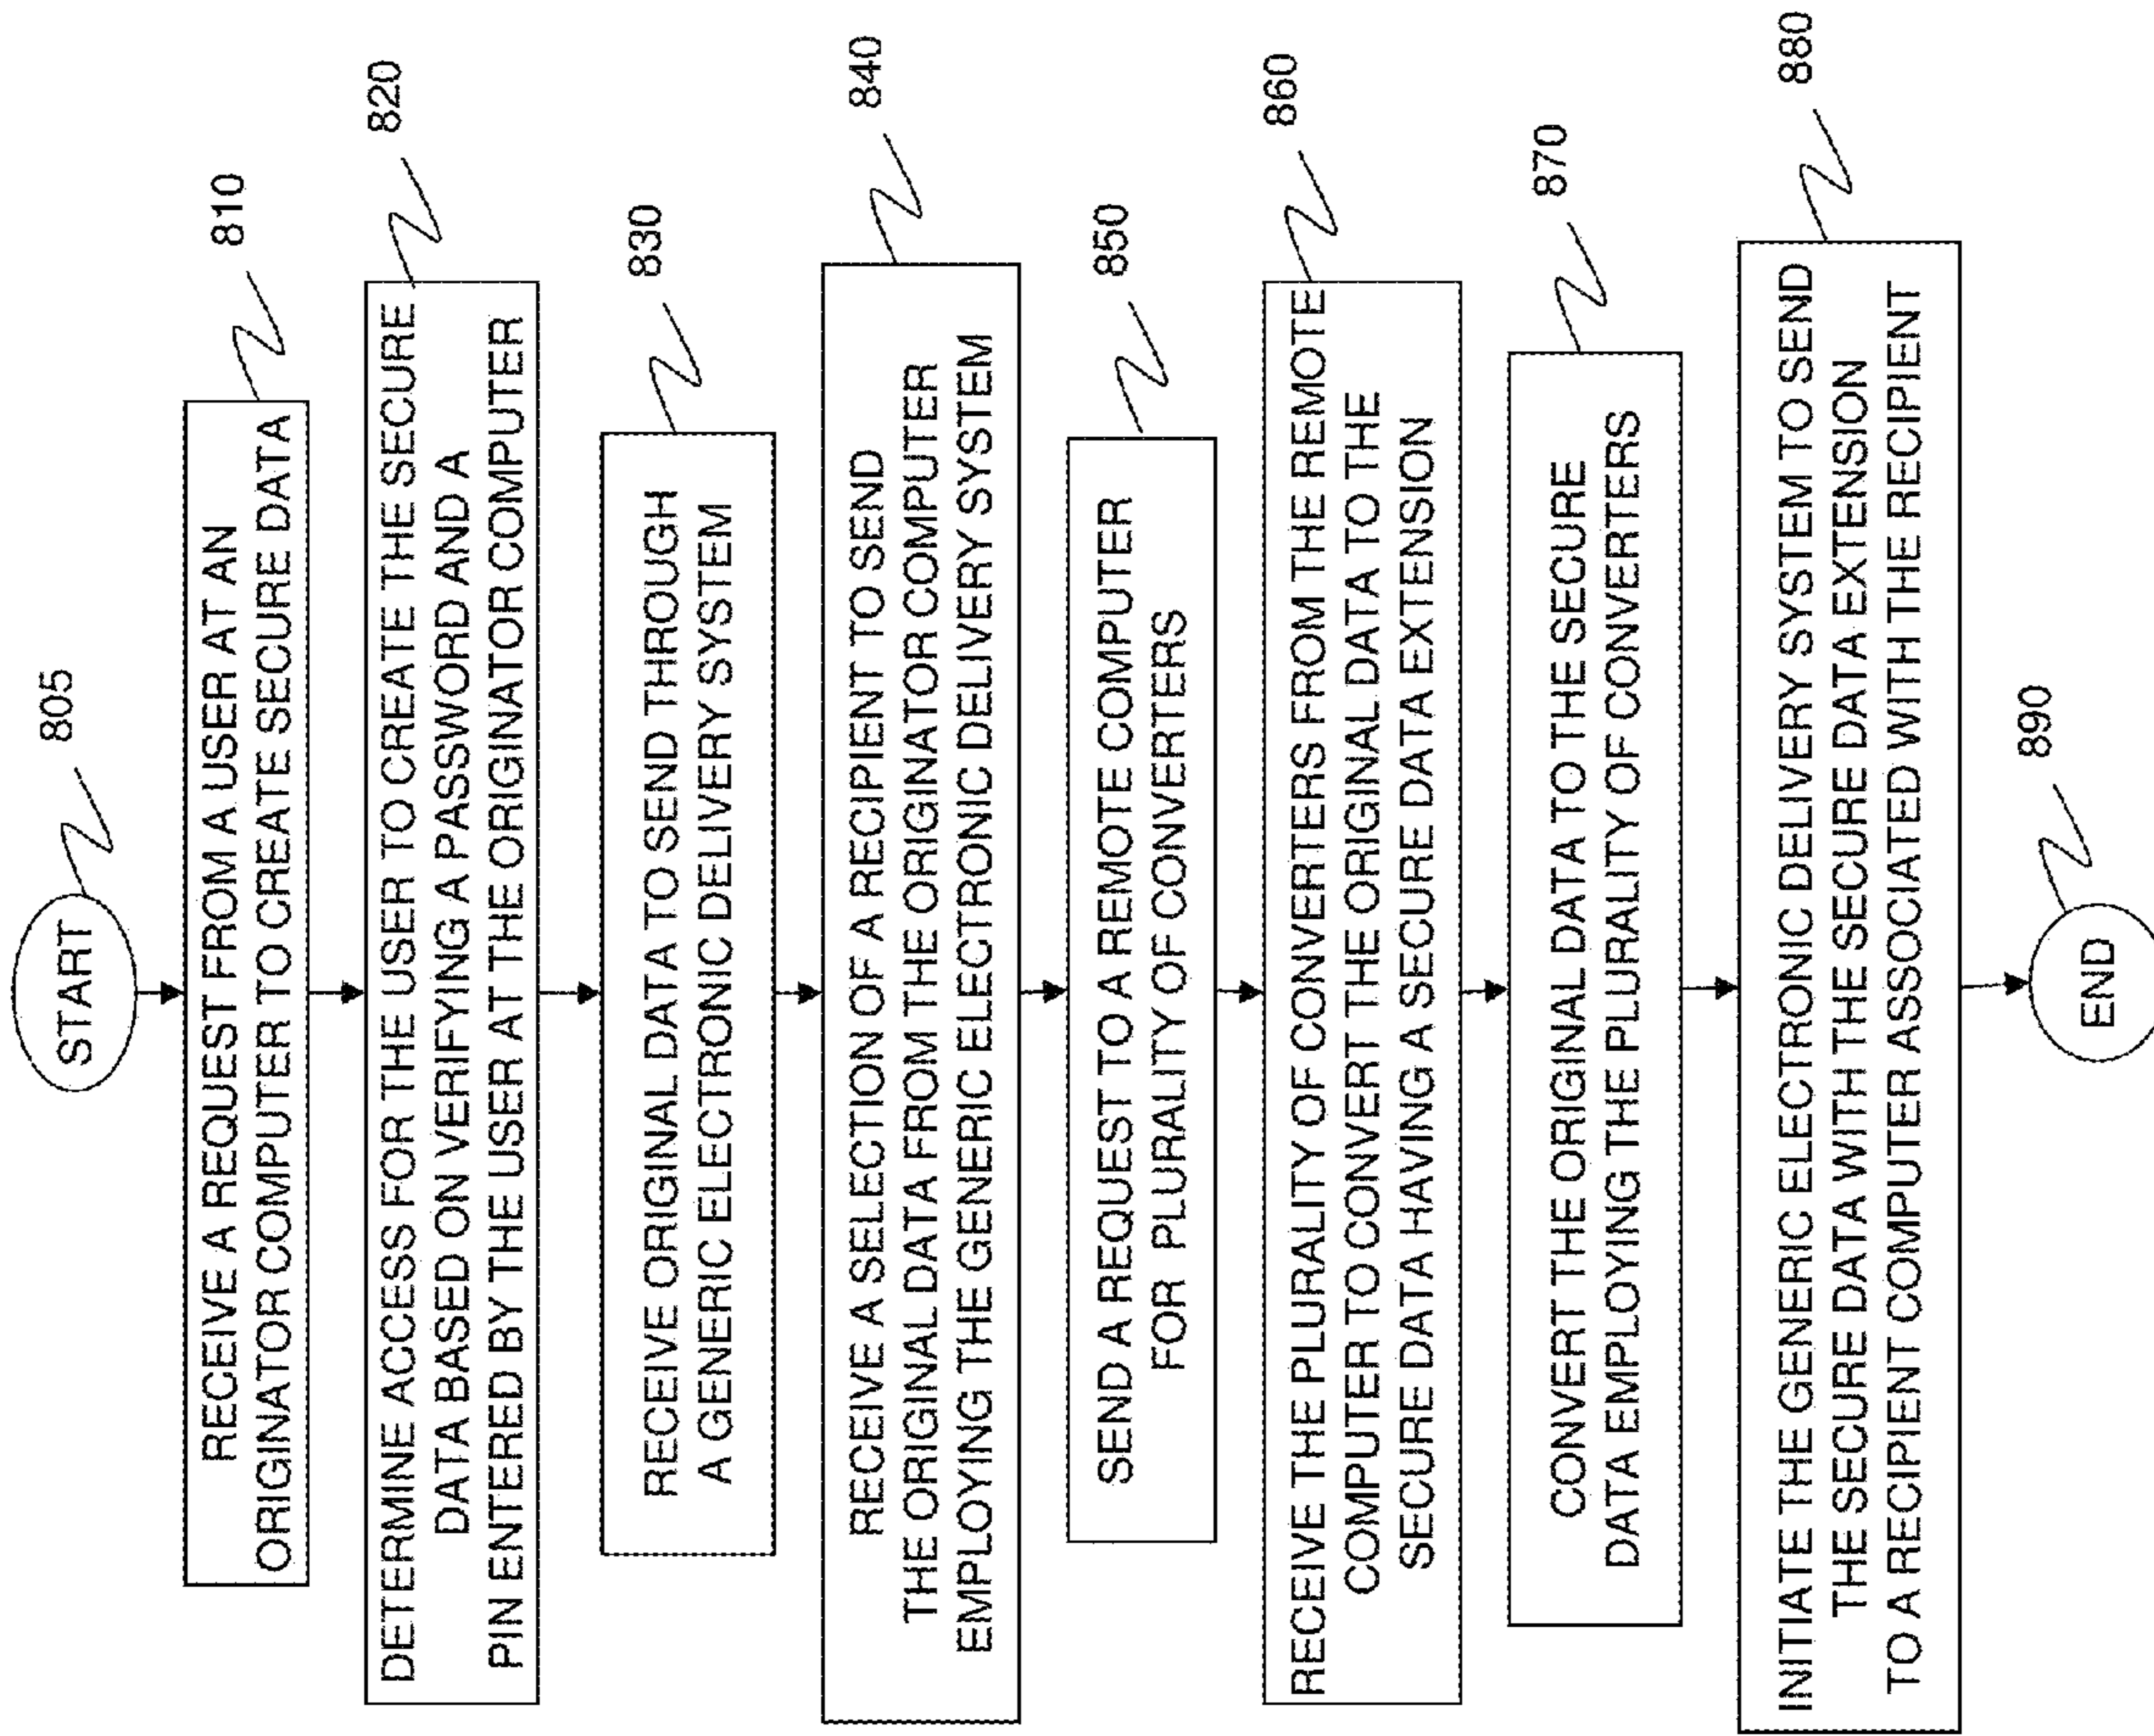 START
805
RECEIVE A REQUEST FROM A USER AT AN
ORIGINATOR COMPUTER TO CREATE SECURE DATA
810
DETERMINE ACCESS FOR THE USER TO CREATE THE SECURE
DATA BASED ON VERIFYING A PASSWORD AND A
PIN ENTERED BY THE USER AT THE ORIGINATOR COMPUTER
820
RECEIVE ORIGINAL DATA TO SEND THROUGH
A GENERIC ELECTRONIC DELIVERY SYSTEM
830
RECEIVE A SELECTION OF A RECIPIENT TO SEND
THE ORIGINAL DATA FROM THE ORIGINATOR COMPUTER
EMPLOYING THE GENERIC ELECTRONIC DELIVERY SYSTEM
840
SEND A REQUEST TO A REMOTE COMPUTER
FOR PLURALITY OF CONVERTERS
850
RECEIVE THE PLURALITY OF CONVERTERS FROM THE REMOTE
COMPUTER TO CONVERT THE ORIGINAL DATA TO THE
SECURE DATA HAVING A SECURE DATA EXTENSION
860
CONVERT THE ORIGINAL DATA TO THE SECURE
DATA EMPLOYING THE PLURALITY OF CONVERTERS
870
INITIATE THE GENERIC ELECTRONIC DELIVERY SYSTEM TO SEND
THE SECURE DATA WITH THE SECURE DATA EXTENSION
TO A RECIPIENT COMPUTER ASSOCIATED WITH THE RECIPIENT
880
END
890